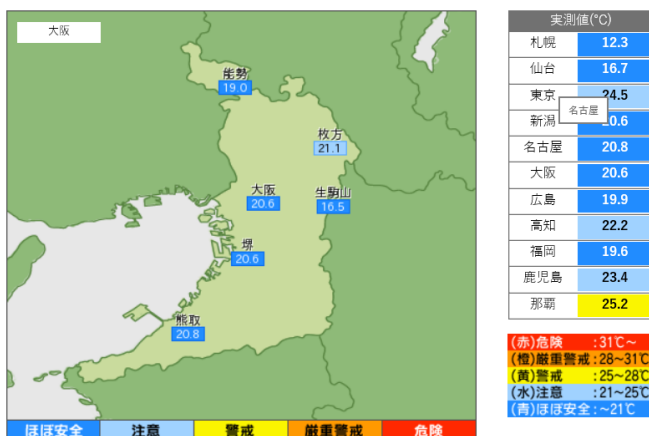 大阪
能勢
19.0
枚方
21.1
大阪
20.6
生駒山
16.5
堺
20.6
熊取
20.8
ほぼ安全 注意 警戒 厳重警戒 危険
実測値(°C)
札幌 12.3
仙台 16.7
東京 24.5
名古屋
新潟 20.6
名古屋 20.8
大阪 20.6
広島 19.9
高知 22.2
福岡 19.6
鹿児島 23.4
那覇 25.2
(赤)危険 :31℃～
(橙)厳重警戒:28～31℃
(黄)警戒 :25～28℃
(水)注意 :21～25℃
(青)ほぼ安全:～21℃